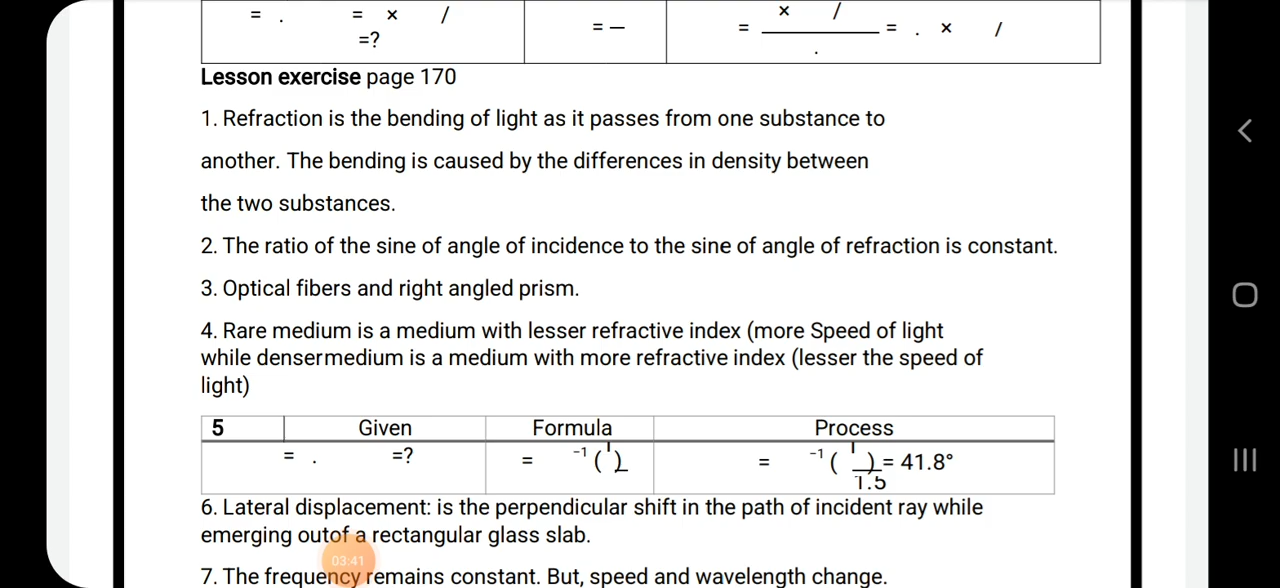 = . = × / =? = — = × / . = . × /
Lesson exercise page 170
1. Refraction is the bending of light as it passes from one substance to
another. The bending is caused by the differences in density between
the two substances.
2. The ratio of the sine of angle of incidence to the sine of angle of refraction is constant.
3. Optical fibers and right angled prism.
4. Rare medium is a medium with lesser refractive index (more Speed of light
while densermedium is a medium with more refractive index (lesser the speed of
light)
5 Given Formula Process
= . =? = ⁻¹( ) = ⁻¹( 1.5 )= 41.8°
6. Lateral displacement: is the perpendicular shift in the path of incident ray while
emerging outof a rectangular glass slab.
03:41
7. The frequency remains constant. But, speed and wavelength change.